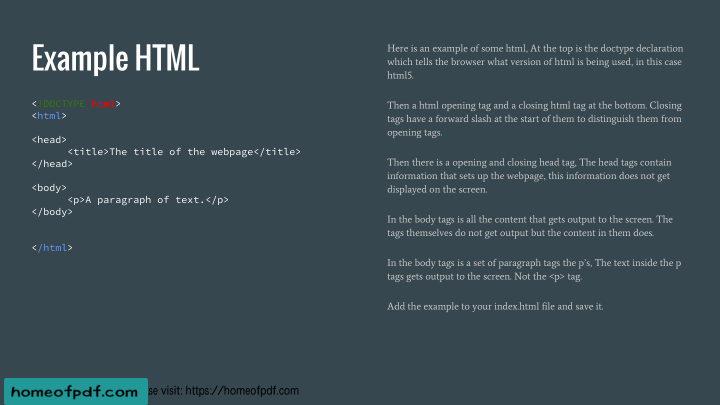 Example HTML
<!DOCTYPE html>
<html>
<head>
<title>The title of the webpage</title>
</head>
<body>
<p>A paragraph of text.</p>
</body>
</html>
Here is an example of some html, At the top is the doctype declaration
which tells the browser what version of html is being used, in this case
html5.
Then a html opening tag and a closing html tag at the bottom. Closing
tags have a forward slash at the start of them to distinguish them from
opening tags.
Then there is a opening and closing head tag, The head tags contain
information that sets up the webpage, this information does not get
displayed on the screen.
In the body tags is all the content that gets output to the screen. The
tags themselves do not get output but the content in them does.
In the body tags is a set of paragraph tags the p's, The text inside the p
tags gets output to the screen. Not the <p> tag.
Add the example to your index.html file and save it.
homeofpdf.com
visit: https://homeofpdf.com